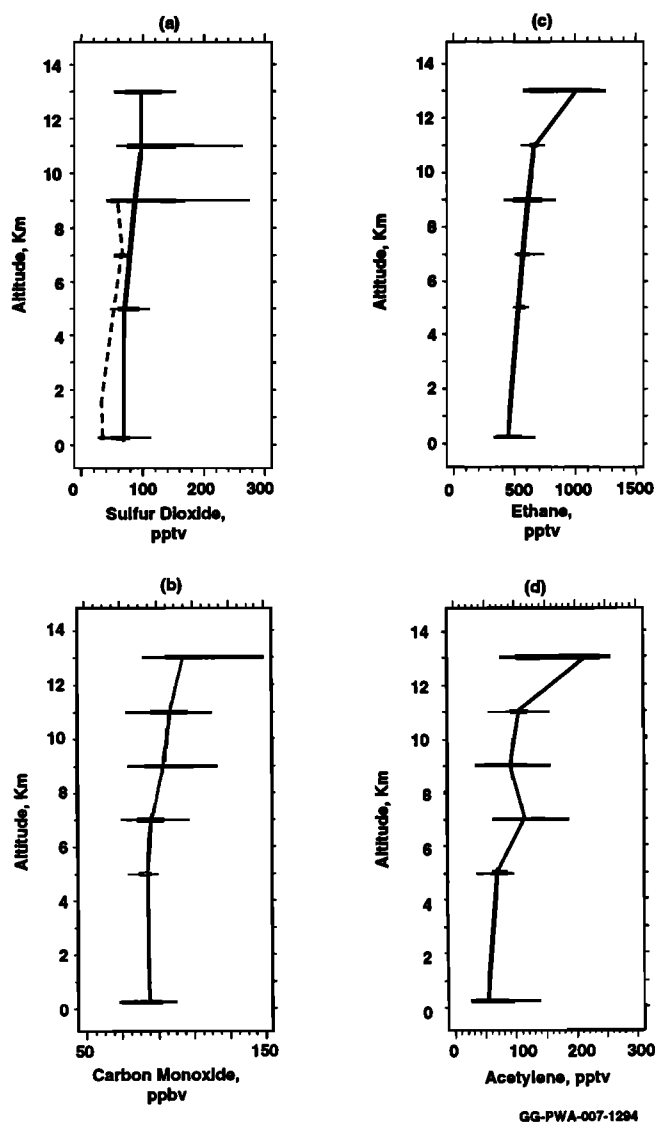 (a)
14
12
10
8
6
4
2
0
Altitude, Km
0 100 200 300
Sulfur Dioxide,
pptv
(c)
14
12
10
8
6
4
2
0
Altitude, Km
0 500 1000 1500
Ethane,
pptv
(b)
14
12
10
8
6
4
2
0
Altitude, Km
50 150
Carbon Monoxide,
ppbv
(d)
14
12
10
8
6
4
2
0
Altitude, Km
0 100 200 300
Acetylene, pptv
GG-PWA-007-1294